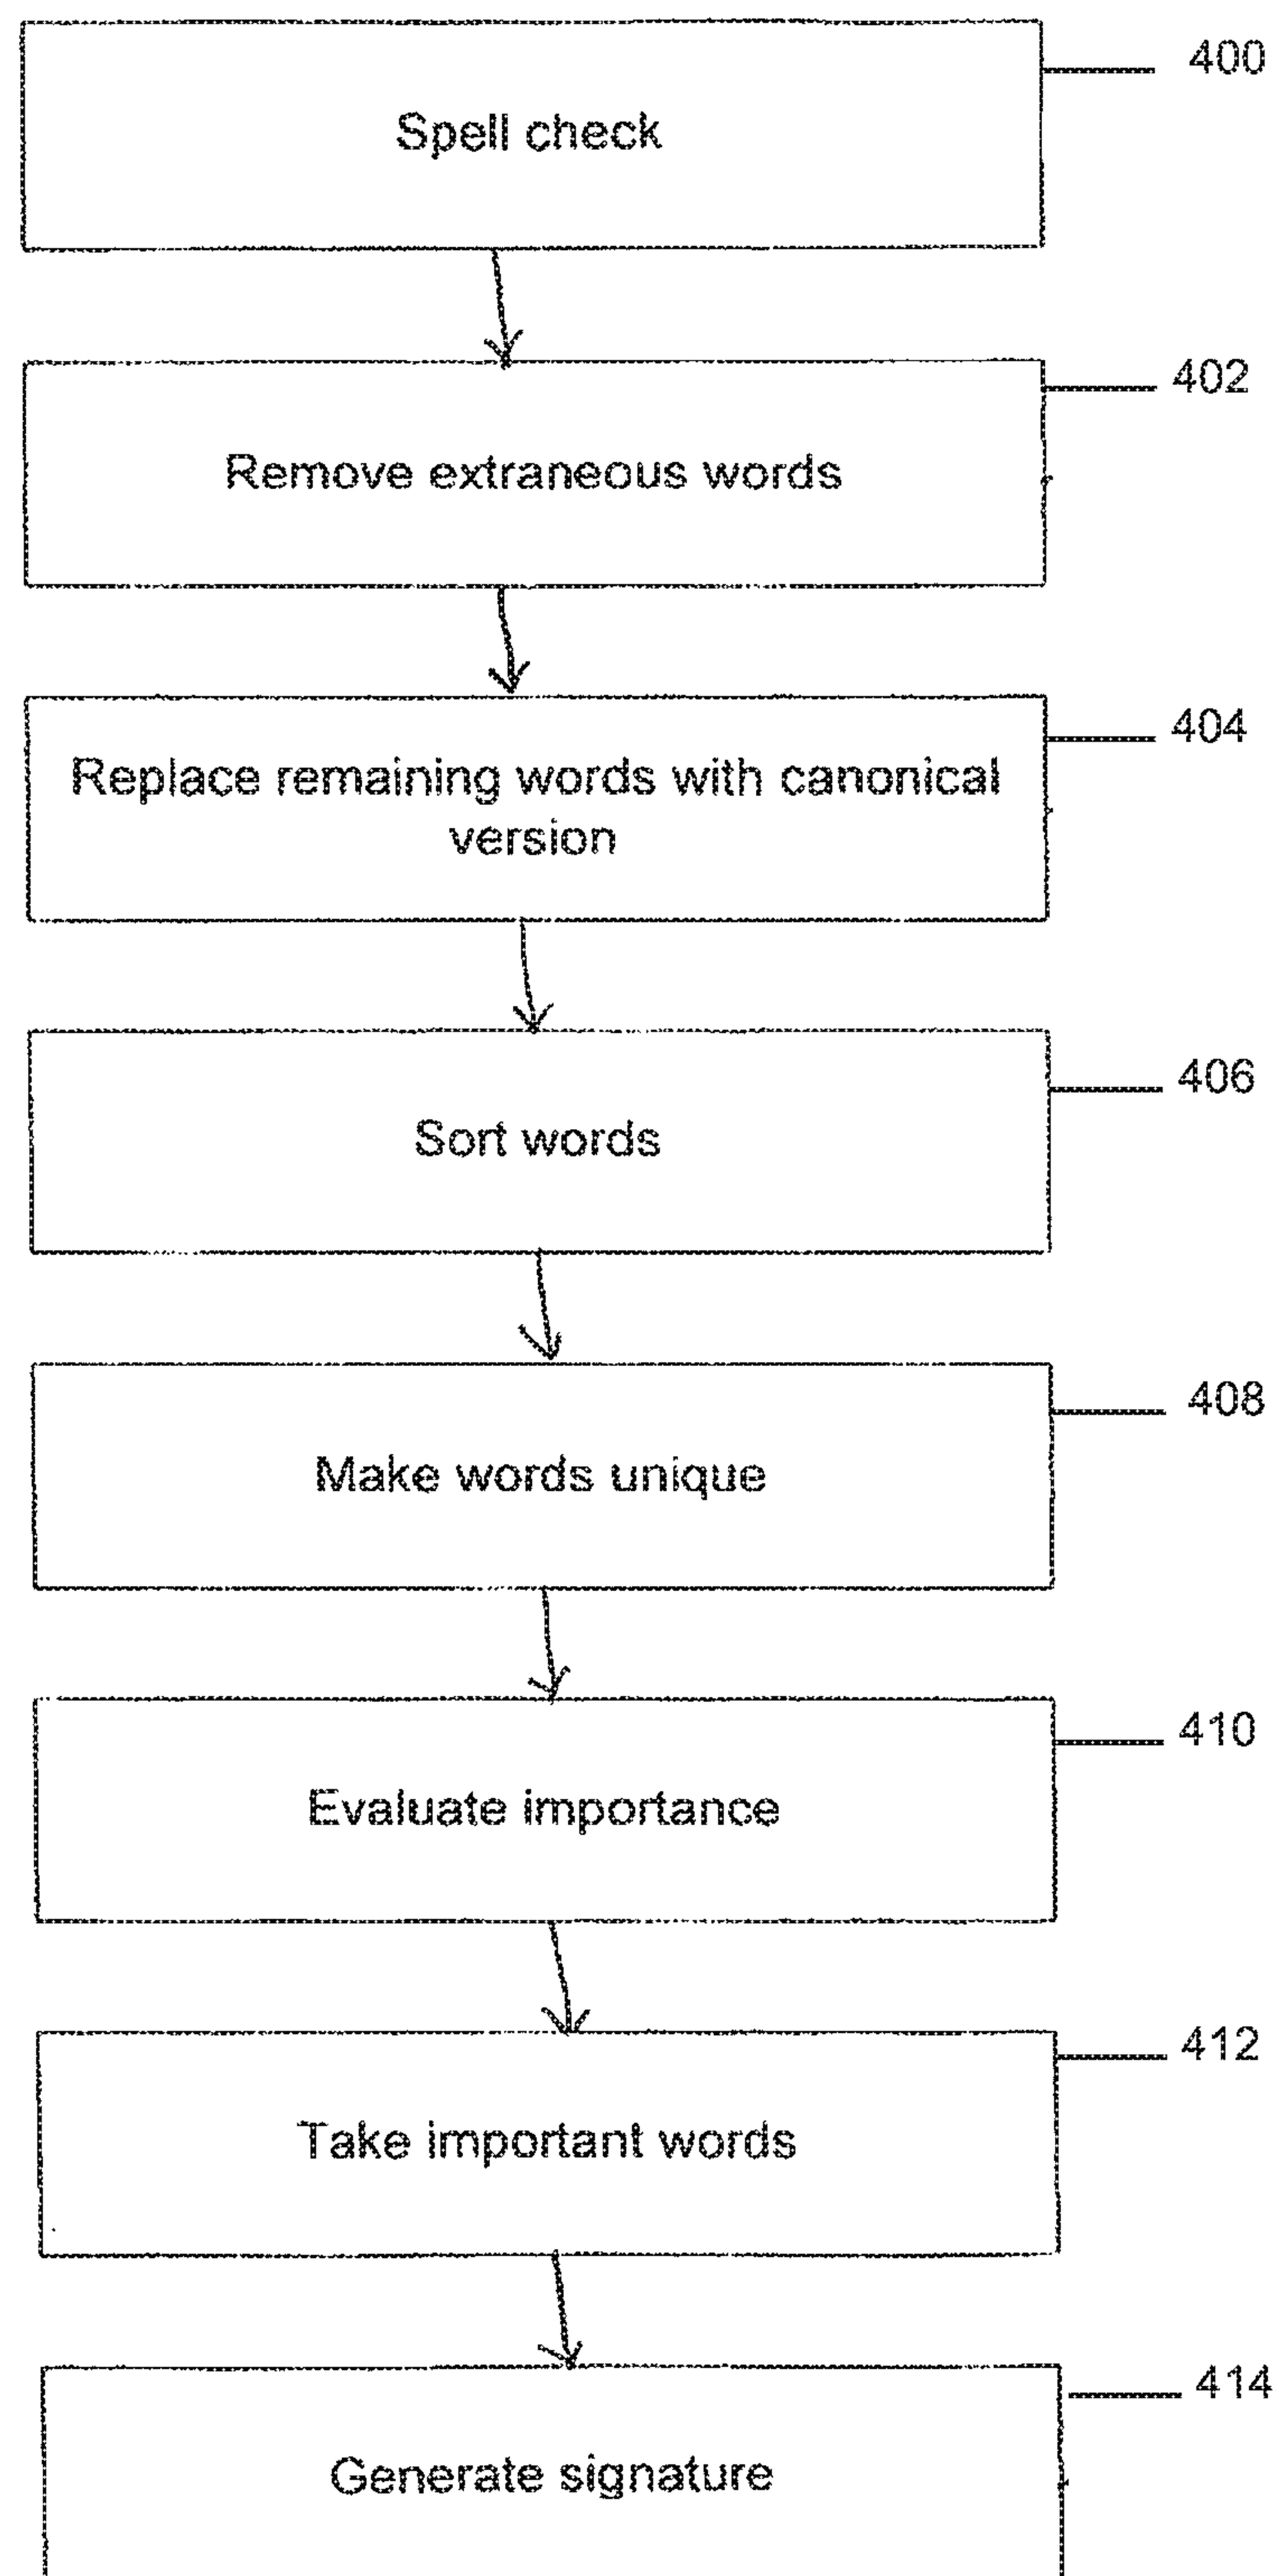 400
Spell check
402
Remove extraneous words
404
Replace remaining words with canonical
version
406
Sort words
408
Make words unique
410
Evaluate importance
412
Take important words
414
Generate signature